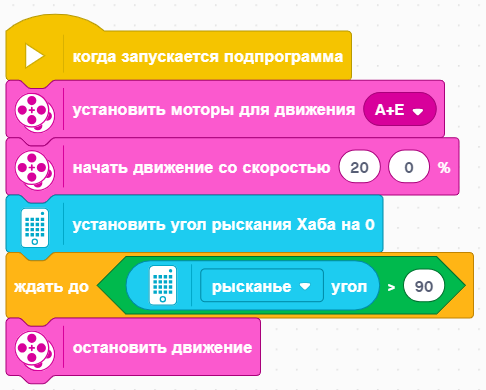 когда запускается подпрограмма
установить моторы для движения A+E
начать движение со скоростью 20 0 %
установить угол рыскания Хаба на 0
ждать до рысканье угол > 90
остановить движение